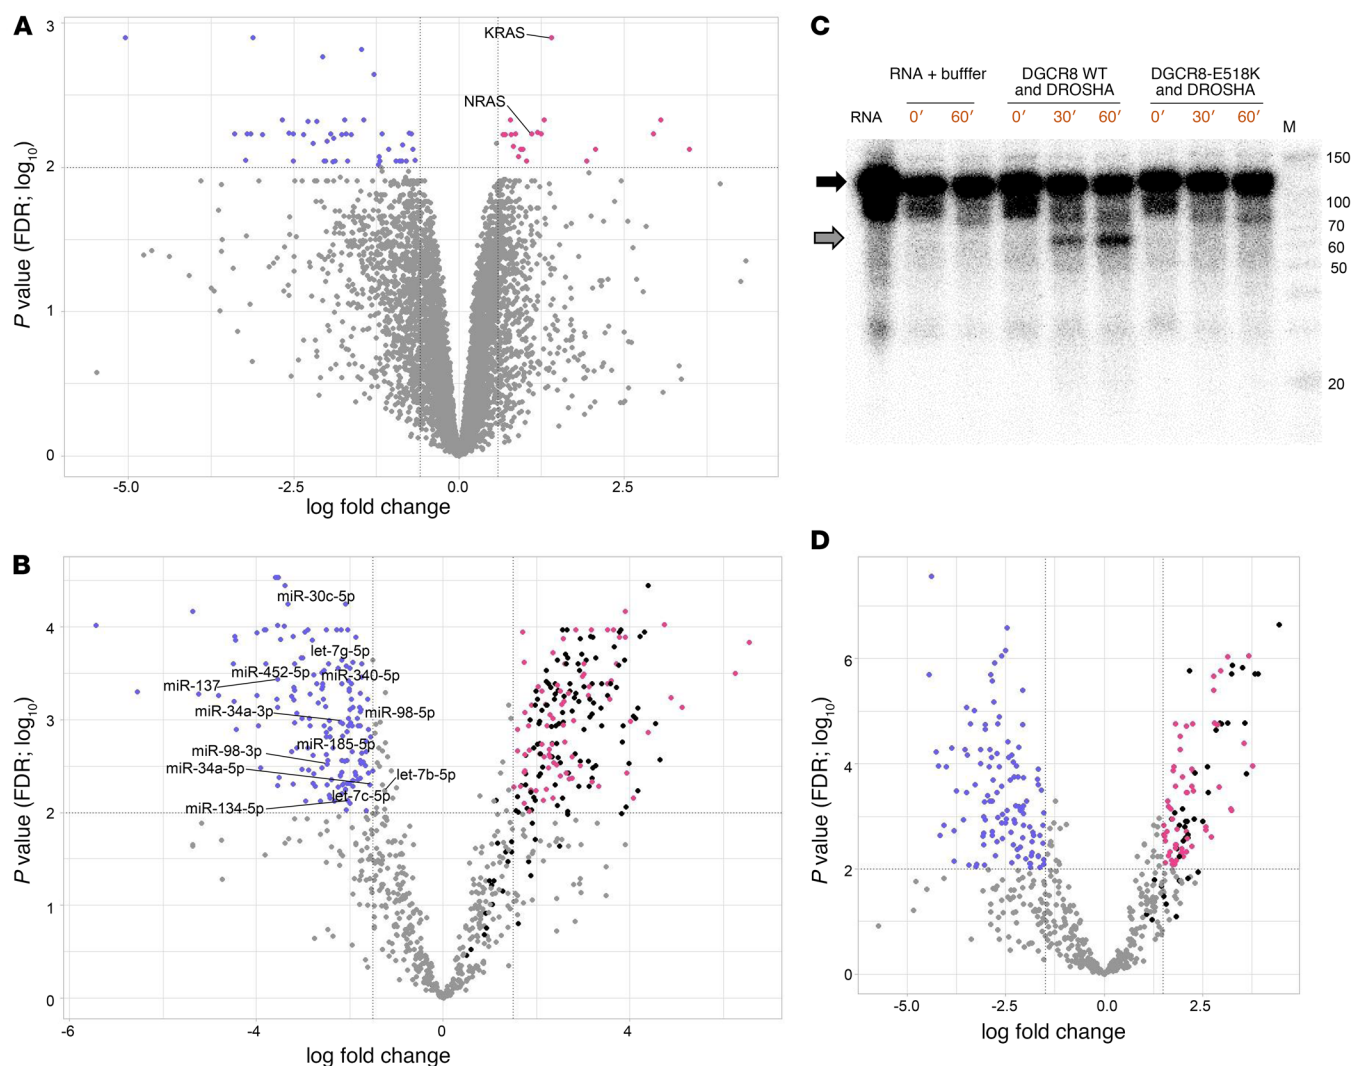 A
3
2
1
0
P value (FDR; log10)
KRAS
NRAS
-5.0
-2.5
0.0
2.5
log fold change
C
RNA + bufffer
DGCR8 WT
and DROSHA
DGCR8-E518K
and DROSHA
RNA
0′
60′
0′
30′
60′
0′
30′
60′
M
150
100
70
60
50
20
B
4
3
2
1
0
P value (FDR; log10)
miR-30c-5p
let-7g-5p
miR-452-5p
miR-340-5p
miR-137
miR-34a-3p
miR-98-5p
miR-185-5p
miR-98-3p
miR-34a-5p
let-7b-5p
let-7c-5p
miR-134-5p
-6
-4
-2
0
4
log fold change
D
6
4
2
0
P value (FDR; log10)
-5.0
-2.5
0.0
2.5
log fold change